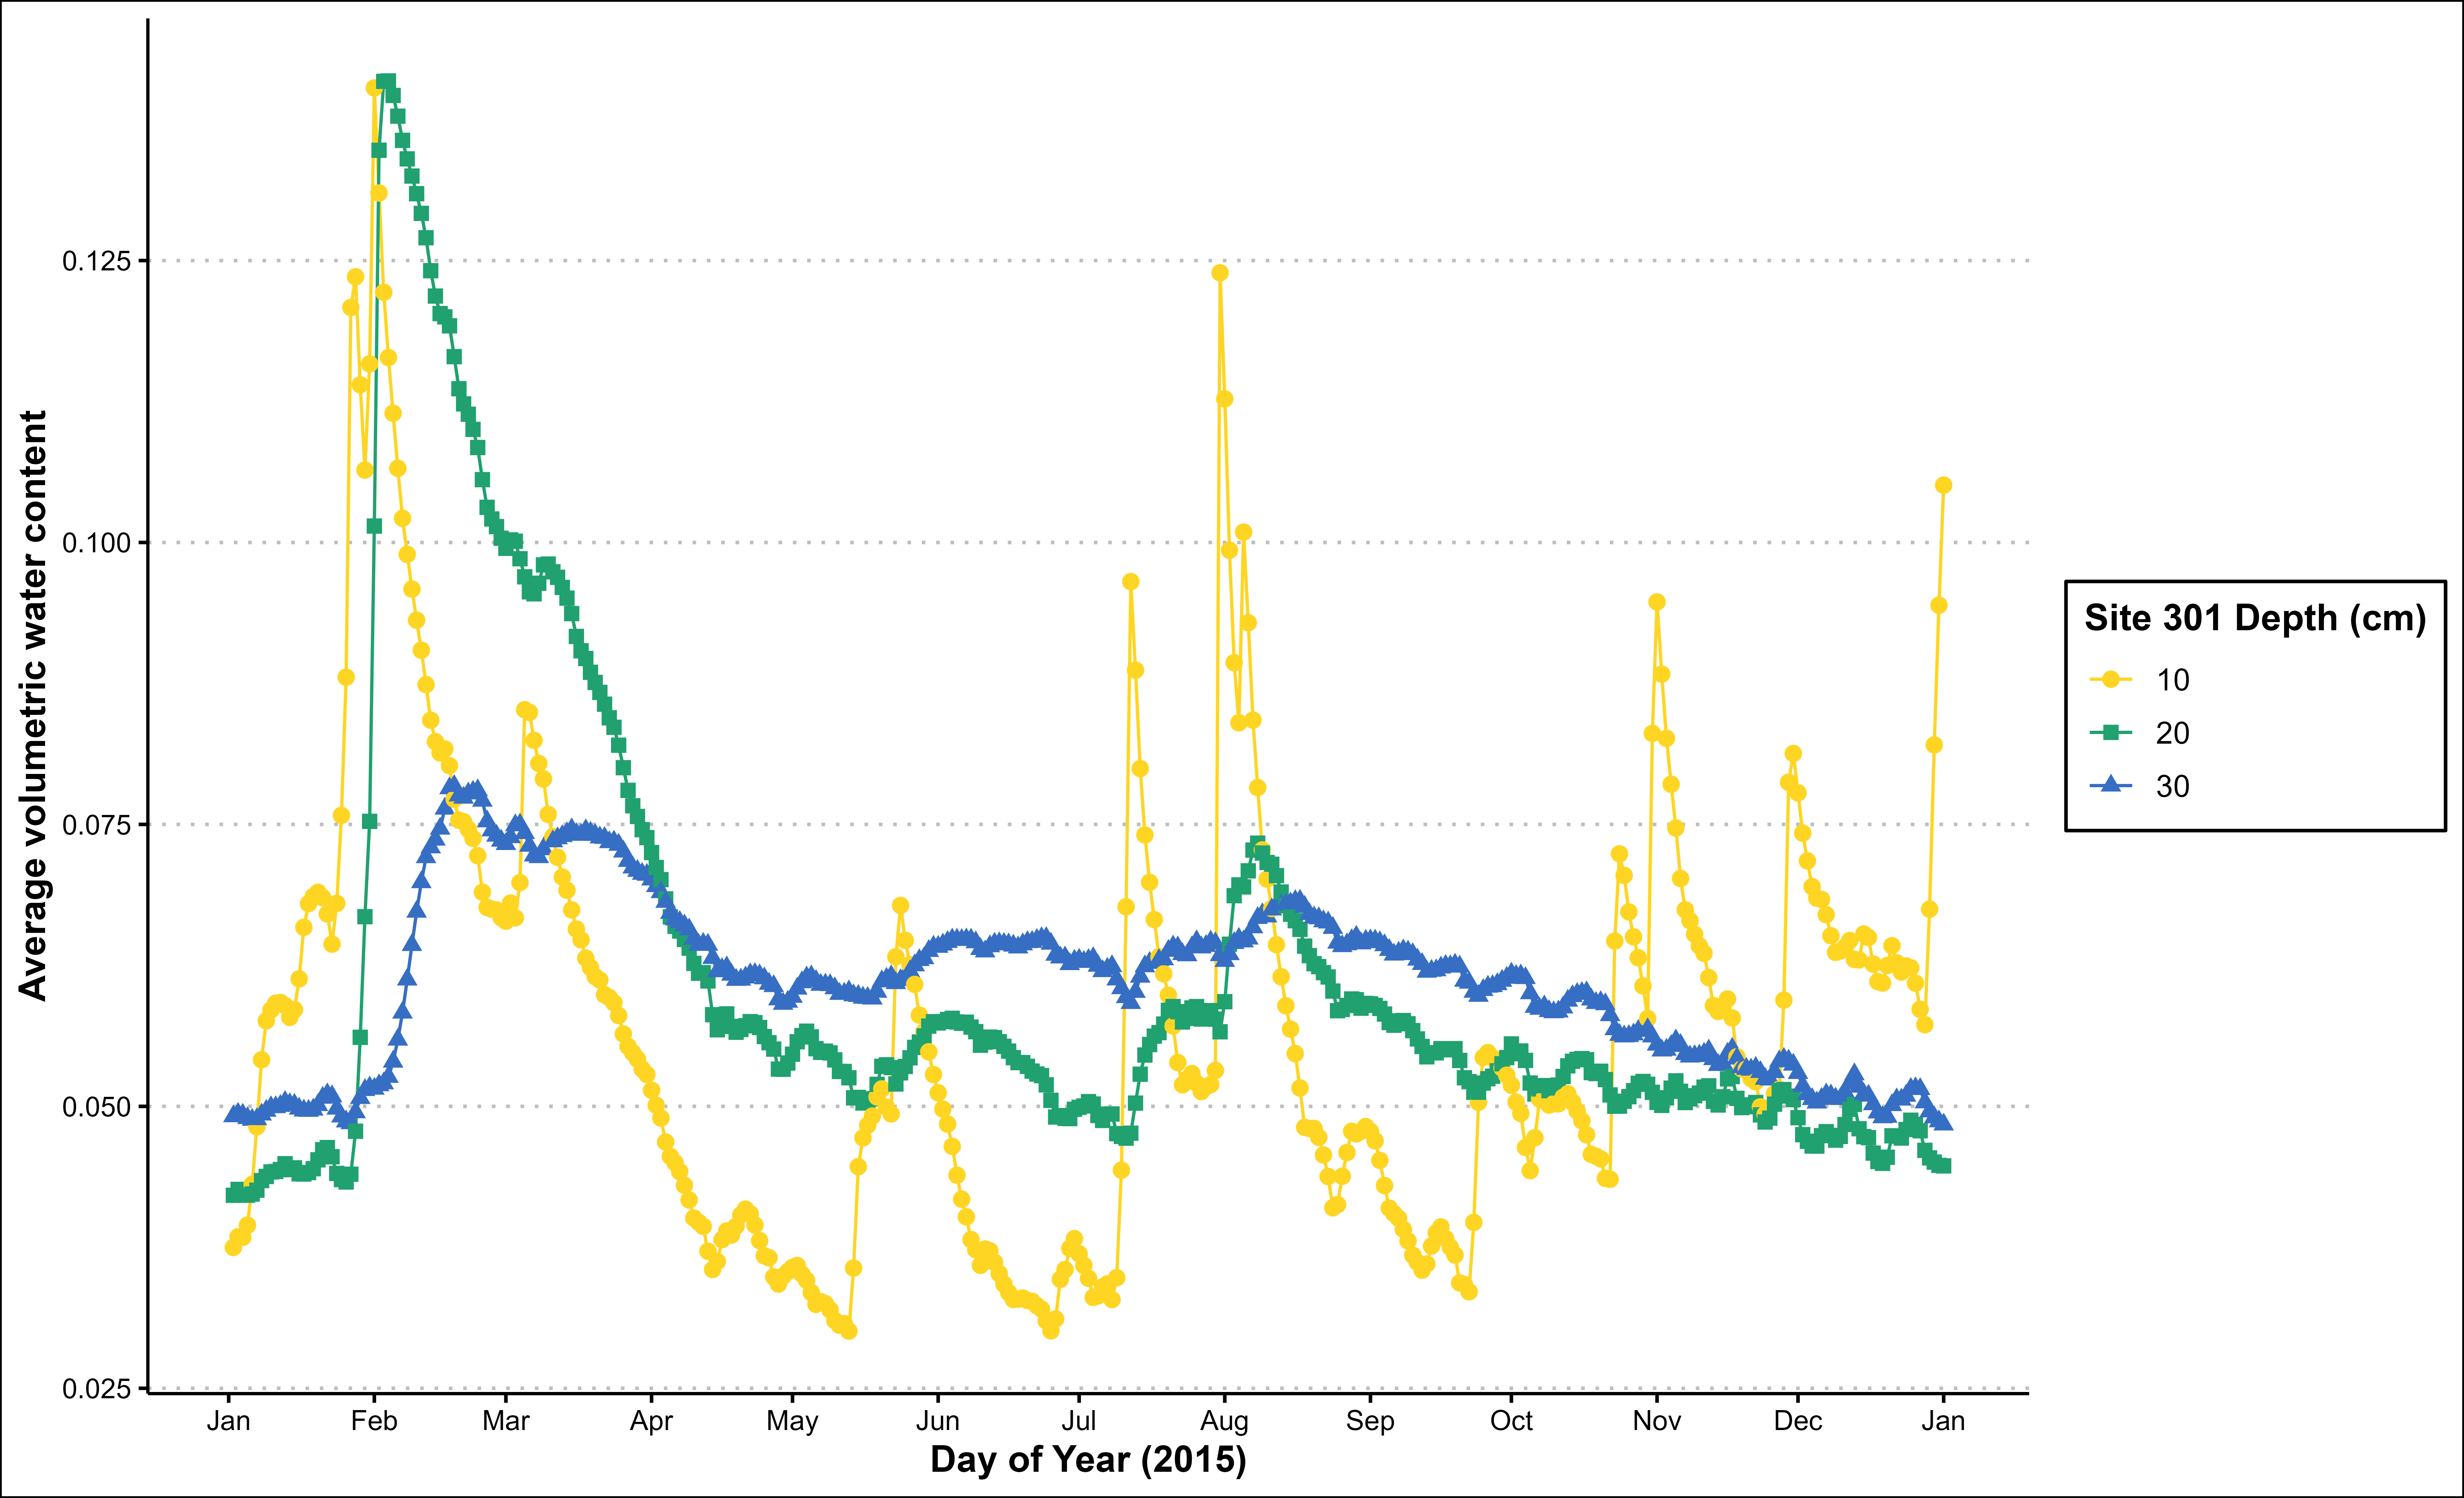 Average volumetric water content
0.125
0.100
0.075
0.050
0.025
Jan Feb Mar Apr May Jun Jul Aug Sep Oct Nov Dec Jan
Day of Year (2015)
Site 301 Depth (cm)
10
20
30